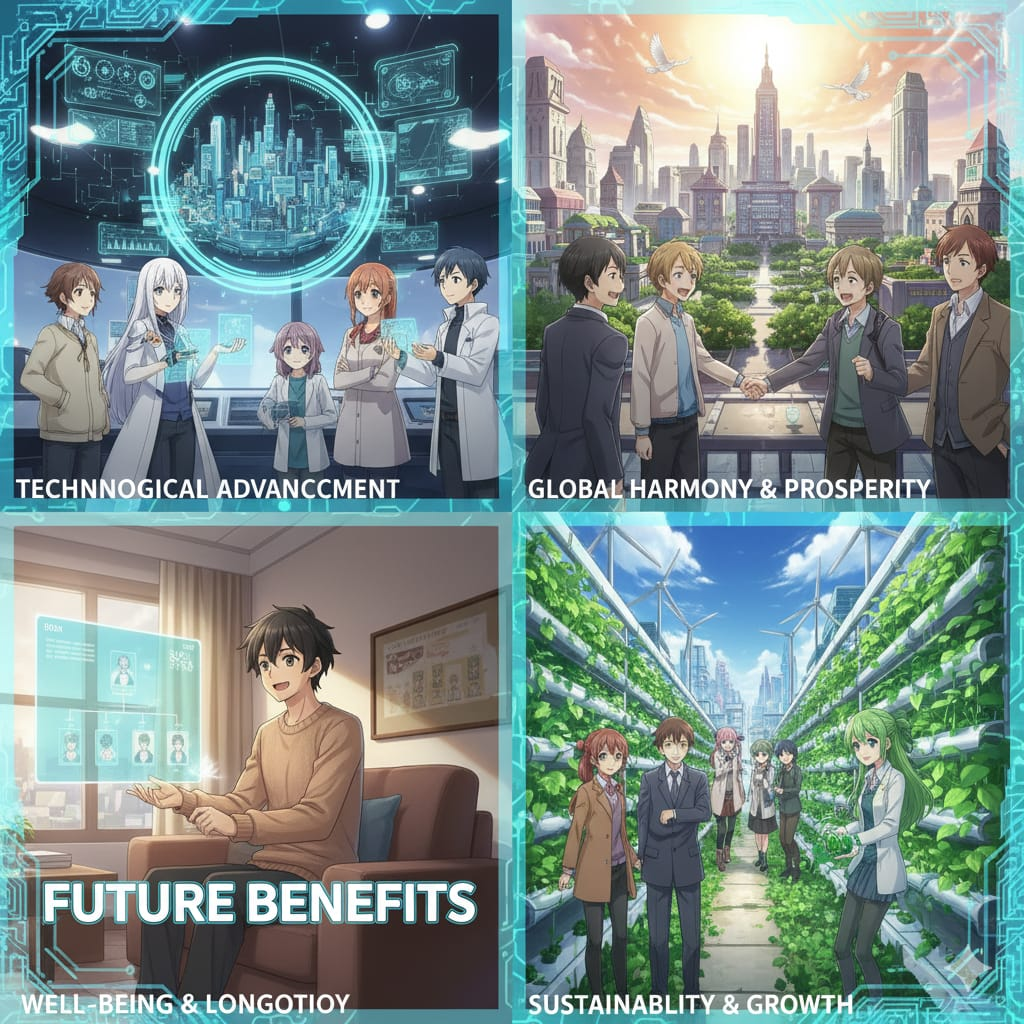 TECHNNOGICAL ADVANCCMENT
GLOBAL HARMONY & PROSPERITY
FUTURE BENEFITS
WELL-BEING & LONGOTIOY
SUSTAINABLITY & GROWTH